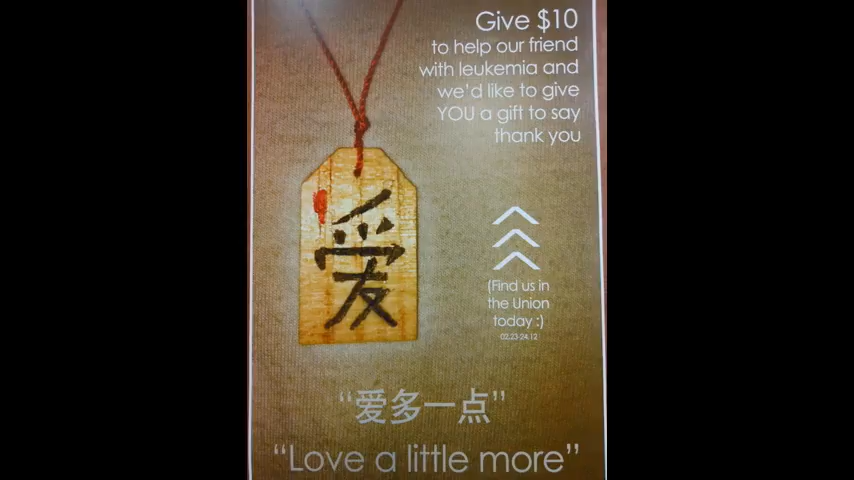 Give $10
to help our friend
with leukemia and
we'd like to give
YOU a gift to say
thank you
爱
(Find us in
the Union
today :)
02.23-24.12
"爱多一点"
"Love a little more"